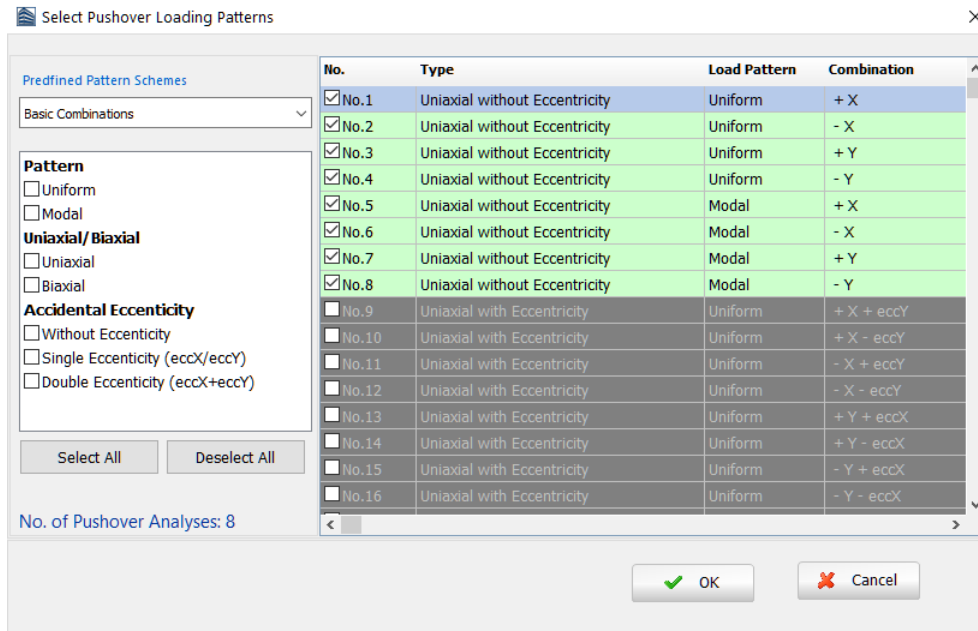 Select Pushover Loading Patterns
Predfined Pattern Schemes
Basic Combinations
Pattern
Uniform
Modal
Uniaxial/Biaxial
Uniaxial
Biaxial
Accidental Eccenticity
Without Eccenticity
Single Eccenticity (eccX/eccY)
Double Eccenticity (eccX+eccY)
Select All Deselect All
No. of Pushover Analyses: 8
No. Type Load Pattern Combination
No.1 Uniaxial without Eccentricity Uniform + X
No.2 Uniaxial without Eccentricity Uniform - X
No.3 Uniaxial without Eccentricity Uniform + Y
No.4 Uniaxial without Eccentricity Uniform - Y
No.5 Uniaxial without Eccentricity Modal + X
No.6 Uniaxial without Eccentricity Modal - X
No.7 Uniaxial without Eccentricity Modal + Y
No.8 Uniaxial without Eccentricity Modal - Y
No.9 Uniaxial with Eccentricity Uniform + X + eccY
No.10 Uniaxial with Eccentricity Uniform + X - eccY
No.11 Uniaxial with Eccentricity Uniform - X + eccY
No.12 Uniaxial with Eccentricity Uniform - X - eccY
No.13 Uniaxial with Eccentricity Uniform + Y + eccX
No.14 Uniaxial with Eccentricity Uniform + Y - eccX
No.15 Uniaxial with Eccentricity Uniform - Y + eccX
No.16 Uniaxial with Eccentricity Uniform - Y - eccX
OK Cancel